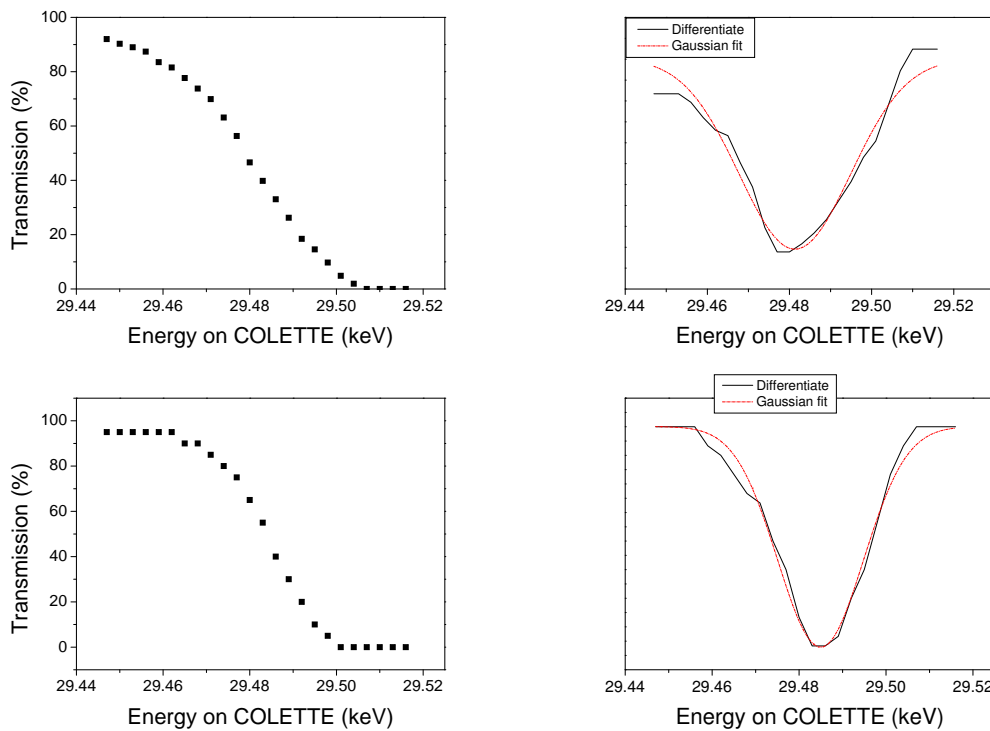 100
80
60
40
20
0
Transmission (%)
29.44 29.46 29.48 29.50 29.52
Energy on COLETTE (keV)
Differentiate
Gaussian fit
29.44 29.46 29.48 29.50 29.52
Energy on COLETTE (keV)
100
80
60
40
20
0
Transmission (%)
29.44 29.46 29.48 29.50 29.52
Energy on COLETTE (keV)
Differentiate
Gaussian fit
29.44 29.46 29.48 29.50 29.52
Energy on COLETTE (keV)